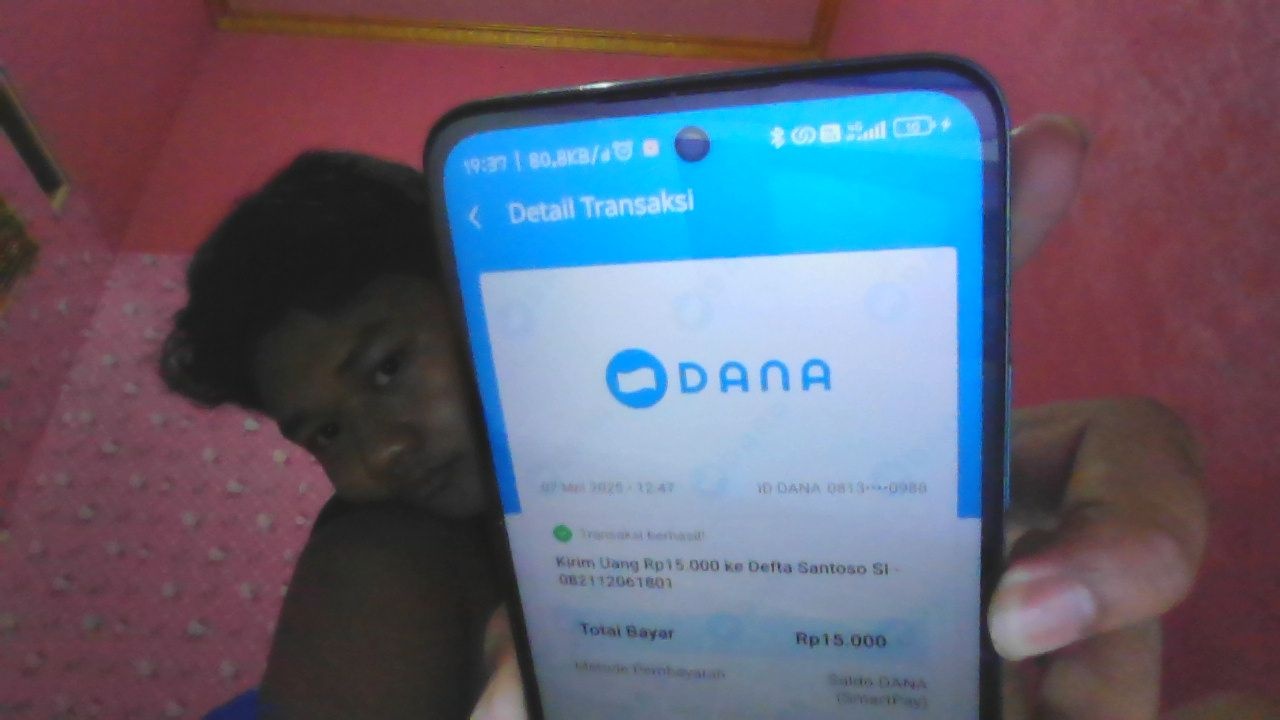 19:37 | 80.8KB/s
Detail Transaksi
DANA
07 Mei 2025 • 12:47
ID DANA 0813····0988
Transaksi berhasil!
Kirim Uang Rp15.000 ke Defta Santoso SI -
082112061801
Total Bayar
Rp15.000
Metode Pembayaran
Saldo DANA
(SmartPay)